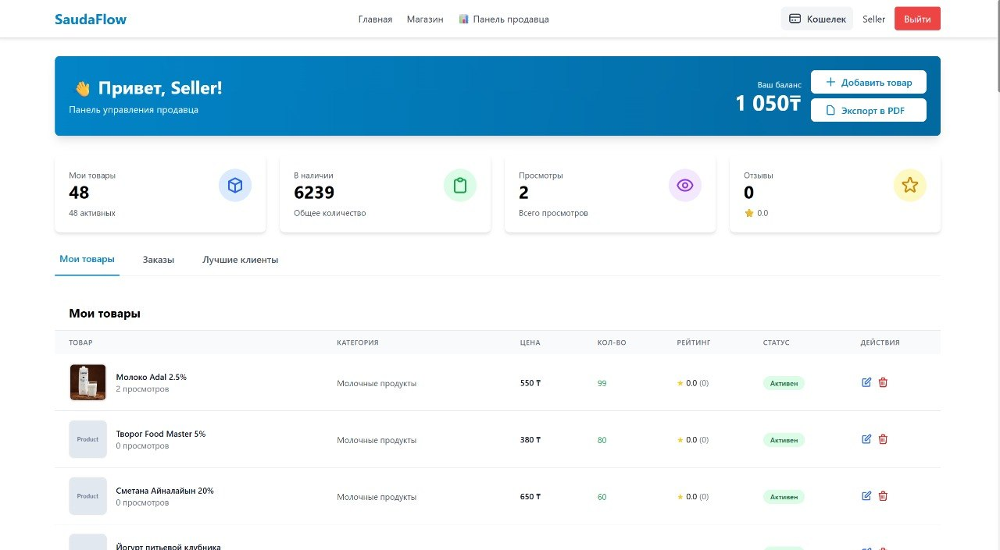 SaudaFlow
Главная
Магазин
Панель продавца
Кошелек
Seller
Выйти
Привет, Seller!
Панель управления продавца
Ваш баланс
1 050₸
Добавить товар
Экспорт в PDF
Мои товары
48
48 активных
В наличии
6239
Общее количество
Просмотры
2
Всего просмотров
Отзывы
0
0.0
Мои товары
Заказы
Лучшие клиенты
Мои товары
ТОВАР КАТЕГОРИЯ ЦЕНА КОЛ-ВО РЕЙТИНГ СТАТУС ДЕЙСТВИЯ
Молоко Adal 2.5%
2 просмотров
Молочные продукты 550 ₸ 99 0.0 (0) Активен
Product
Творог Food Master 5%
0 просмотров
Молочные продукты 380 ₸ 80 0.0 (0) Активен
Product
Сметана Айналайын 20%
0 просмотров
Молочные продукты 650 ₸ 60 0.0 (0) Активен
Йогурт питьевой клубника